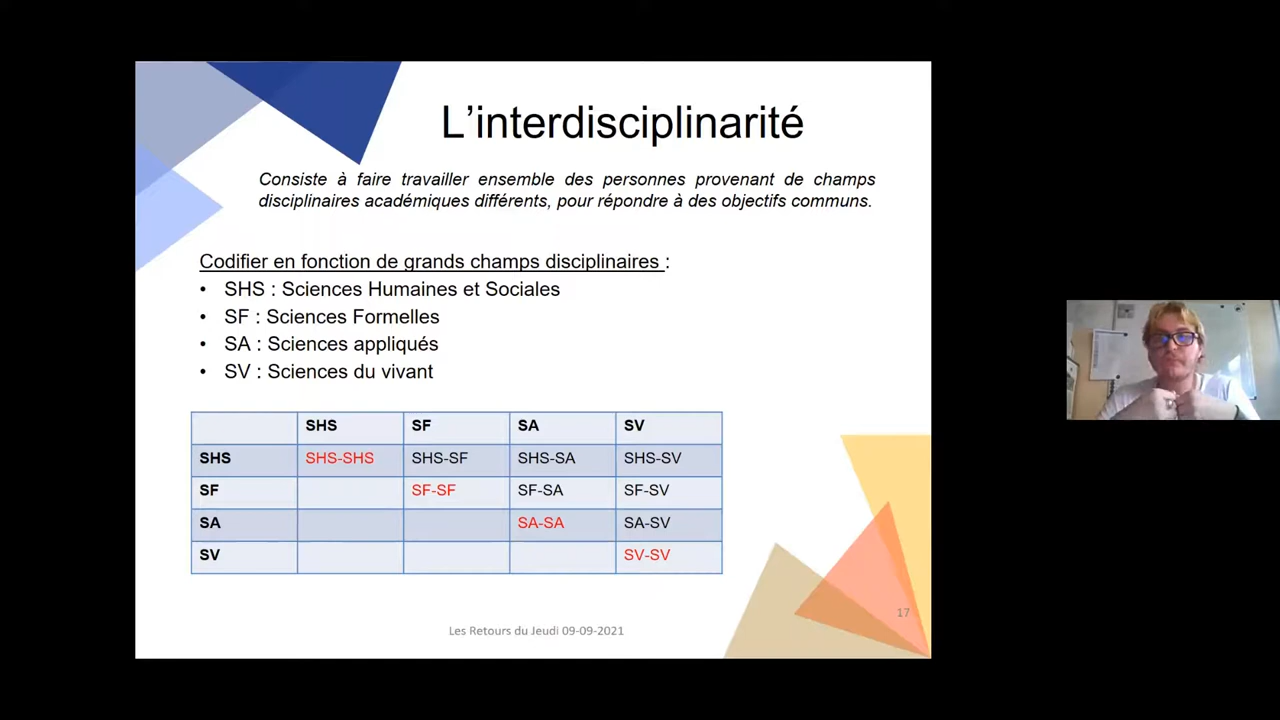 L'interdisciplinarité
Consiste à faire travailler ensemble des personnes provenant de champs
disciplinaires académiques différents, pour répondre à des objectifs communs.
Codifier en fonction de grands champs disciplinaires :
• SHS : Sciences Humaines et Sociales
• SF : Sciences Formelles
• SA : Sciences appliqués
• SV : Sciences du vivant
SHS SF SA SV
SHS SHS-SHS SHS-SF SHS-SA SHS-SV
SF SF-SF SF-SA SF-SV
SA SA-SA SA-SV
SV SV-SV
17
Les Retours du Jeudi 09-09-2021